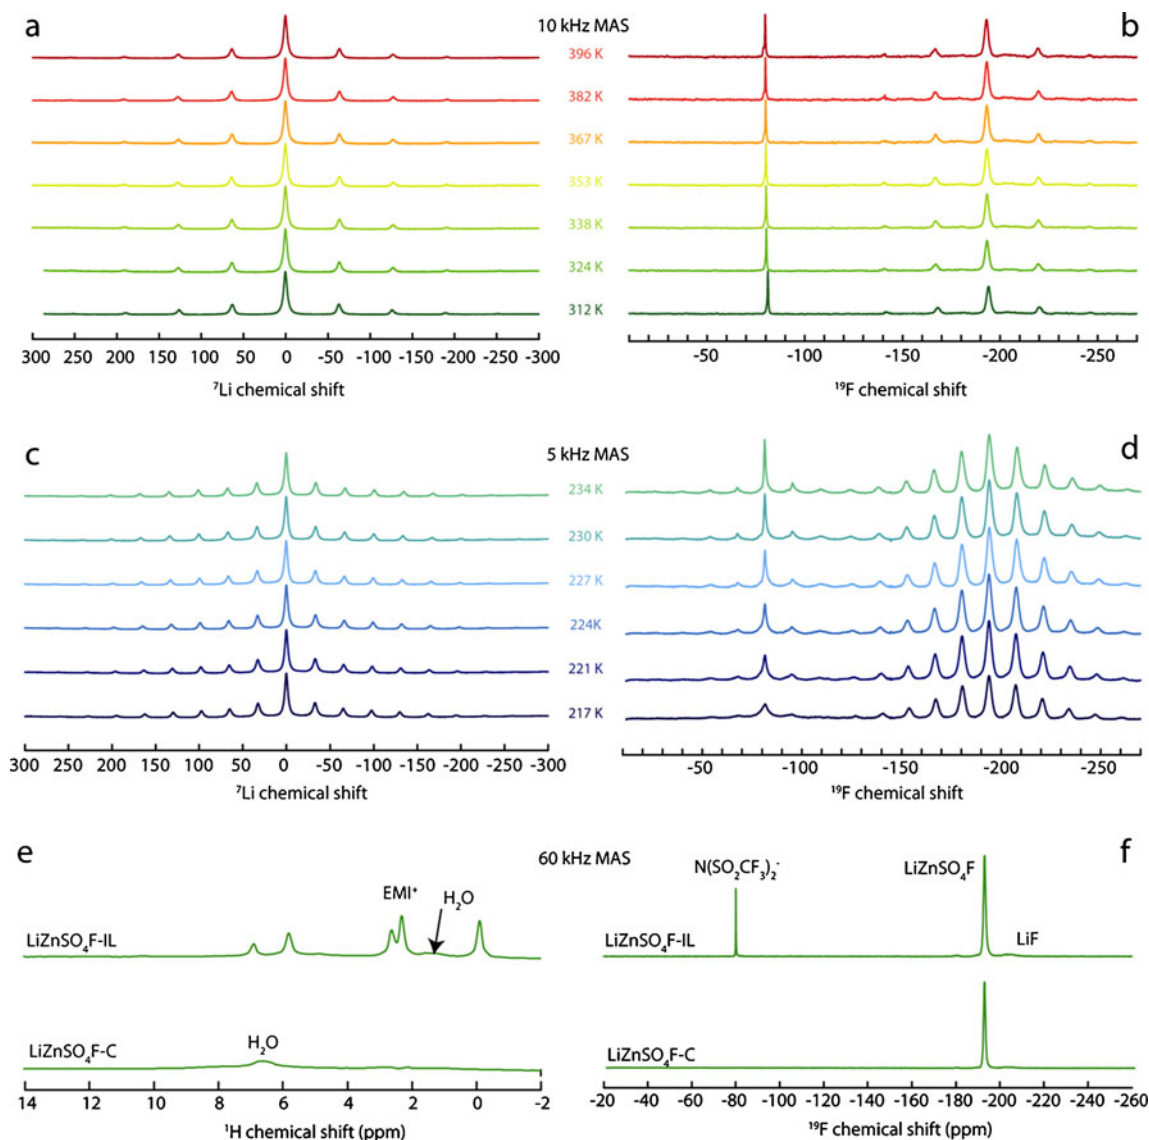 a
10 kHz MAS
b
396 K
382 K
367 K
353 K
338 K
324 K
312 K
300 250 200 150 100 50 0 -50 -100 -150 -200 -250 -300
-50 -100 -150 -200 -250
⁷Li chemical shift
¹⁹F chemical shift
c
5 kHz MAS
d
234 K
230 K
227 K
224K
221 K
217 K
300 250 200 150 100 50 0 -50 -100 -150 -200 -250 -300
-50 -100 -150 -200 -250
⁷Li chemical shift
¹⁹F chemical shift
e
60 kHz MAS
f
EMI⁺
H₂O
LiZnSO₄F-IL
H₂O
LiZnSO₄F-C
14 12 10 8 6 4 2 0 -2
¹H chemical shift (ppm)
N(SO₂CF₃)₂⁻
LiZnSO₄F
LiZnSO₄F-IL
LiF
LiZnSO₄F-C
-20 -40 -60 -80 -100 -120 -140 -160 -180 -200 -220 -240 -260
¹⁹F chemical shift (ppm)